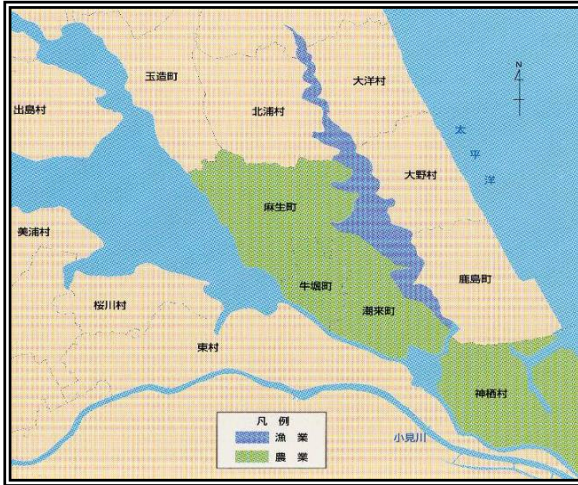 玉造町
大洋村
出島村
北浦村
N
太平洋
大野村
麻生町
美浦村
鹿島町
牛堀町
桜川村
潮来町
東村
神栖村
凡例
漁業
農業
小見川